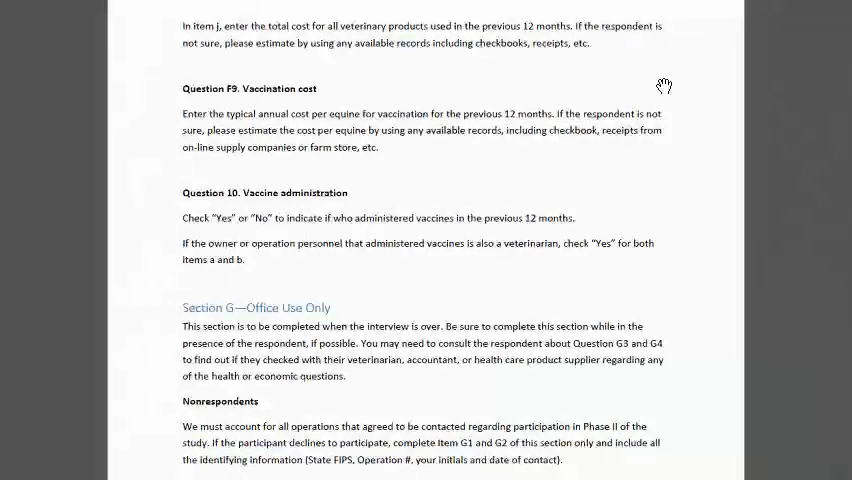 In item j, enter the total cost for all veterinary products used in the previous 12 months. If the respondent is
not sure, please estimate by using any available records including checkbooks, receipts, etc.
Question F9. Vaccination cost
Enter the typical annual cost per equine for vaccination for the previous 12 months. If the respondent is not
sure, please estimate the cost per equine by using any available records, including checkbook, receipts from
on-line supply companies or farm store, etc.
Question 10. Vaccine administration
Check “Yes” or “No” to indicate if who administered vaccines in the previous 12 months.
If the owner or operation personnel that administered vaccines is also a veterinarian, check “Yes” for both
items a and b.
Section G—Office Use Only
This section is to be completed when the interview is over. Be sure to complete this section while in the
presence of the respondent, if possible. You may need to consult the respondent about Question G3 and G4
to find out if they checked with their veterinarian, accountant, or health care product supplier regarding any
of the health or economic questions.
Nonrespondents
We must account for all operations that agreed to be contacted regarding participation in Phase II of the
study. If the participant declines to participate, complete Item G1 and G2 of this section only and include all
the identifying information (State FIPS, Operation #, your initials and date of contact).